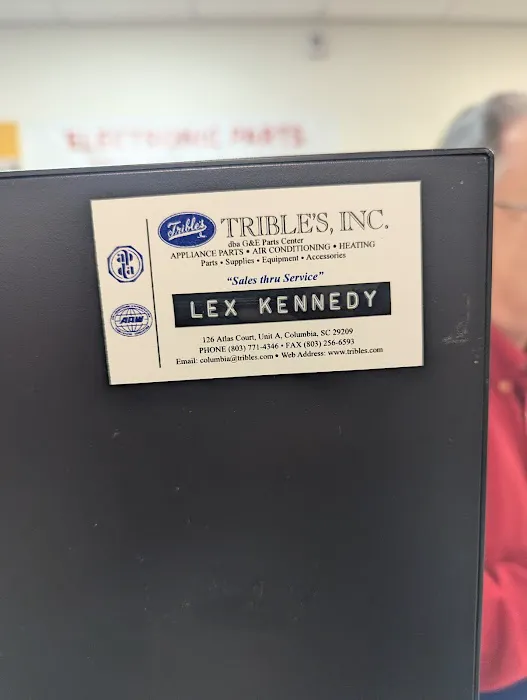 ELECTRONIC PARTS
Tribles
TRIBLE'S, INC.
dba G&E Parts Center
APPLIANCE PARTS • AIR CONDITIONING • HEATING
Parts • Supplies • Equipment • Accessories
"Sales thru Service"
LEX KENNEDY
126 Atlas Court, Unit A, Columbia, SC 29209
PHONE (803) 771-4346 • FAX (803) 256-6593
Email: columbia@tribles.com • Web Address: www.tribles.com
apda
ARW